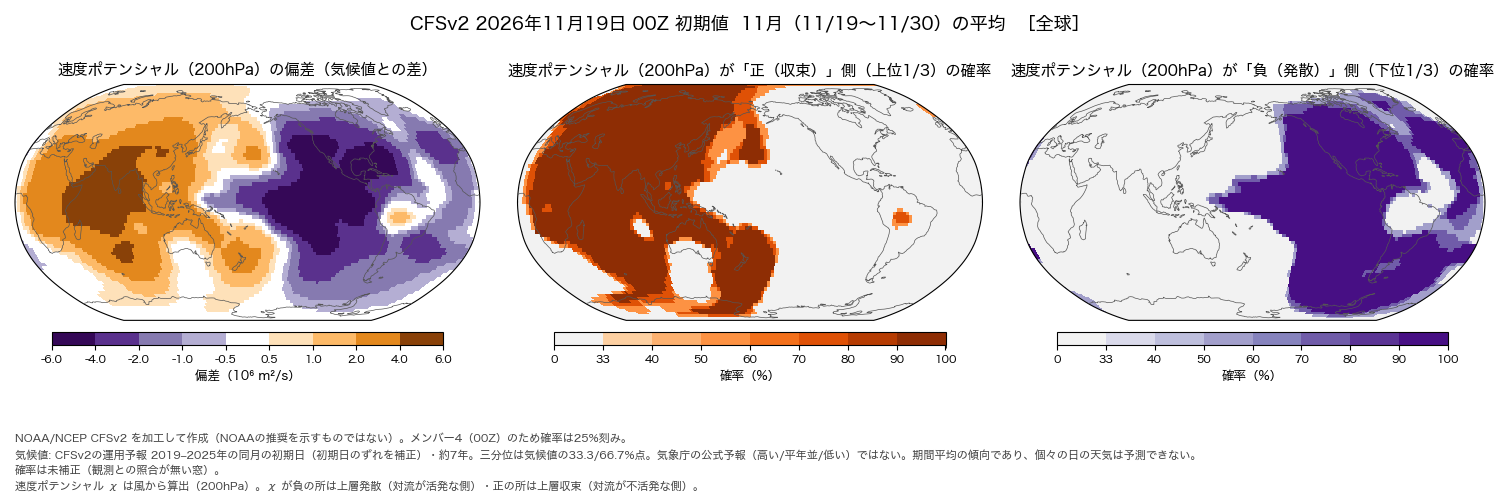 CFSv2 2026年11月19日 00Z 初期値 11月（11/19～11/30）の平均 ［全球］
速度ポテンシャル（200hPa）の偏差（気候値との差）
速度ポテンシャル（200hPa）が「正（収束）」側（上位1/3）の確率
速度ポテンシャル（200hPa）が「負（発散）」側（下位1/3）の確率
-6.0 -4.0 -2.0 -1.0 -0.5 0.5 1.0 2.0 4.0 6.0
偏差（10⁶ m²/s）
0 33 40 50 60 70 80 90 100
確率（%）
0 33 40 50 60 70 80 90 100
確率（%）
NOAA/NCEP CFSv2 を加工して作成（NOAAの推奨を示すものではない）。メンバー4（00Z）のため確率は25%刻み。
気候値: CFSv2の運用予報 2019–2025年の同月の初期日（初期日のずれを補正）・約7年。三分位は気候値の33.3/66.7%点。気象庁の公式予報（高い/平年並/低い）ではない。期間平均の傾向であり、個々の日の天気は予測できない。
確率は未補正（観測との照合が無い窓）。
速度ポテンシャル χ は風から算出（200hPa）。χ が負の所は上層発散（対流が活発な側）・正の所は上層収束（対流が不活発な側）。